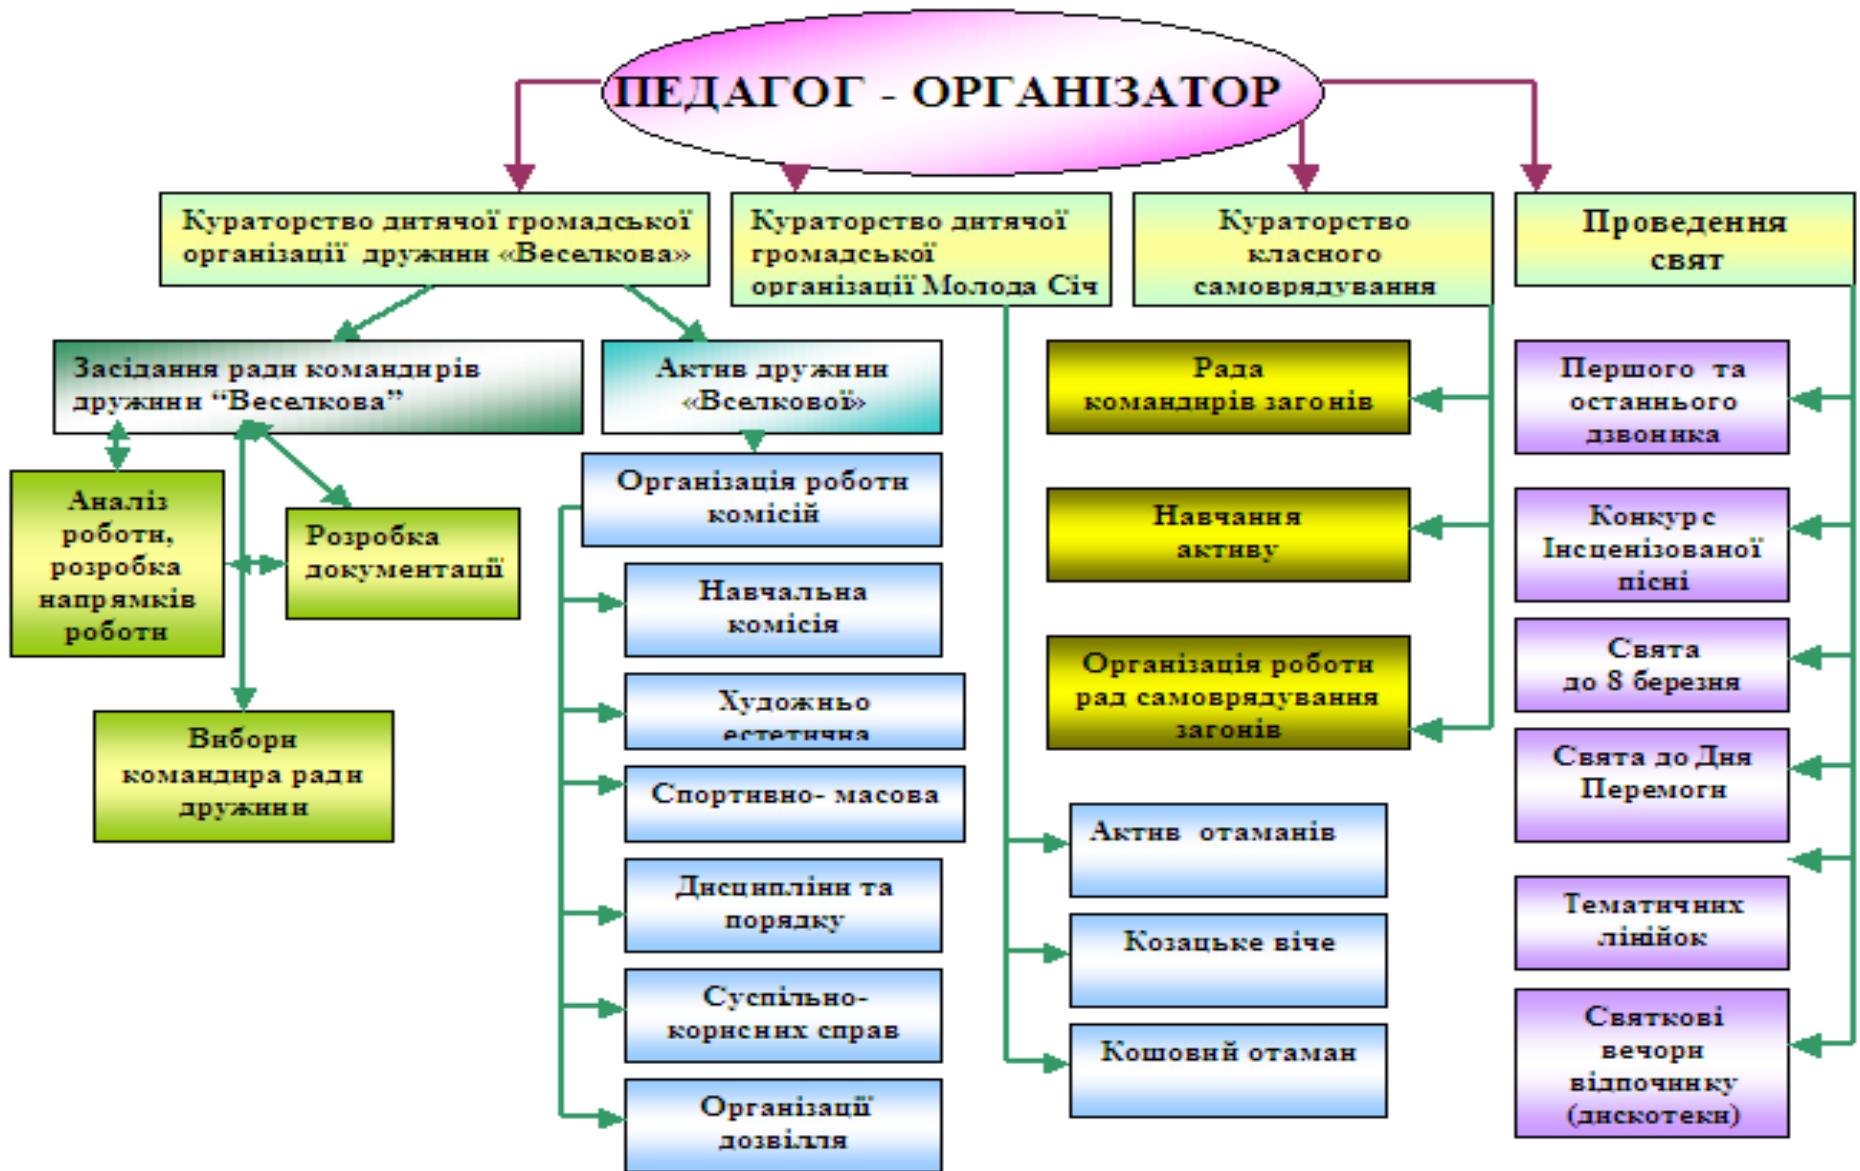 ПЕДАГОГ - ОРГАНІЗАТОР
Кураторство дитячої громадської
організації дружини «Веселкова»
Кураторство дитячої
громадської
організації Молода Січ
Кураторство
класного
самоврядування
Проведення
свят
Засідання ради командирів
дружини “Веселкова”
Актив дружини
«Вселкової»
Аналіз
роботи,
розробка
напрямків
роботи
Розробка
документації
Вибори
командира ради
дружини
Організація роботи
комісій
Навчальна
комісія
Художньо
естетична
Спортивно- масова
Дисципліни та
порядку
Суспільно-
корисних справ
Організації
дозвілля
Рада
командирів загонів
Навчання
активу
Організація роботи
рад самоврядування
загонів
Актив отаманів
Козацьке віче
Кошовий отаман
Першого та
останнього
дзвоника
Конкурс
Інсценізованої
пісні
Свята
до 8 березня
Свята до Дня
Перемоги
Тематичних
лінійок
Святкові
вечори
відпочинку
(дискотеки)